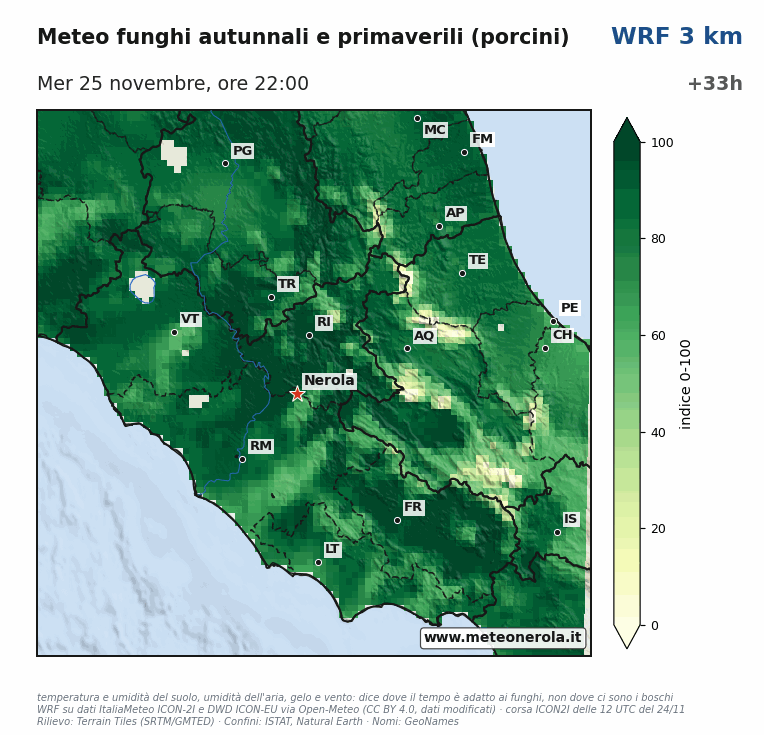 Meteo funghi autunnali e primaverili (porcini)
WRF 3 km
Mer 25 novembre, ore 22:00
+33h
MC
FM
PG
AP
TE
TR
PE
VT
RI
AQ
CH
Nerola
RM
FR
IS
LT
www.meteonerola.it
100
80
60
40
20
0
indice 0-100
temperatura e umidità del suolo, umidità dell'aria, gelo e vento: dice dove il tempo è adatto ai funghi, non dove ci sono i boschi
WRF su dati ItaliaMeteo ICON-2I e DWD ICON-EU via Open-Meteo (CC BY 4.0, dati modificati) · corsa ICON2I delle 12 UTC del 24/11
Rilievo: Terrain Tiles (SRTM/GMTED) · Confini: ISTAT, Natural Earth · Nomi: GeoNames